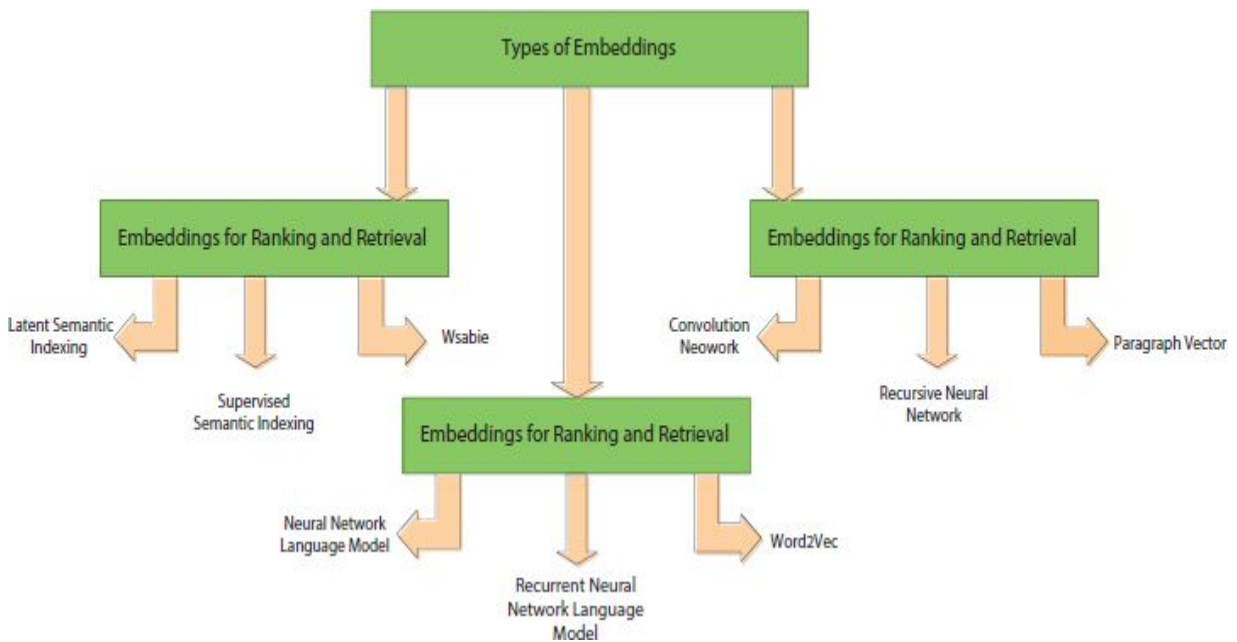 Types of Embeddings
Embeddings for Ranking and Retrieval
Embeddings for Ranking and Retrieval
Latent Semantic
Indexing
Supervised
Semantic Indexing
Wsabie
Convolution
Neowork
Recursive Neural
Network
Paragraph Vector
Embeddings for Ranking and Retrieval
Neural Network
Language Model
Recurrent Neural
Network Language
Model
Word2Vec